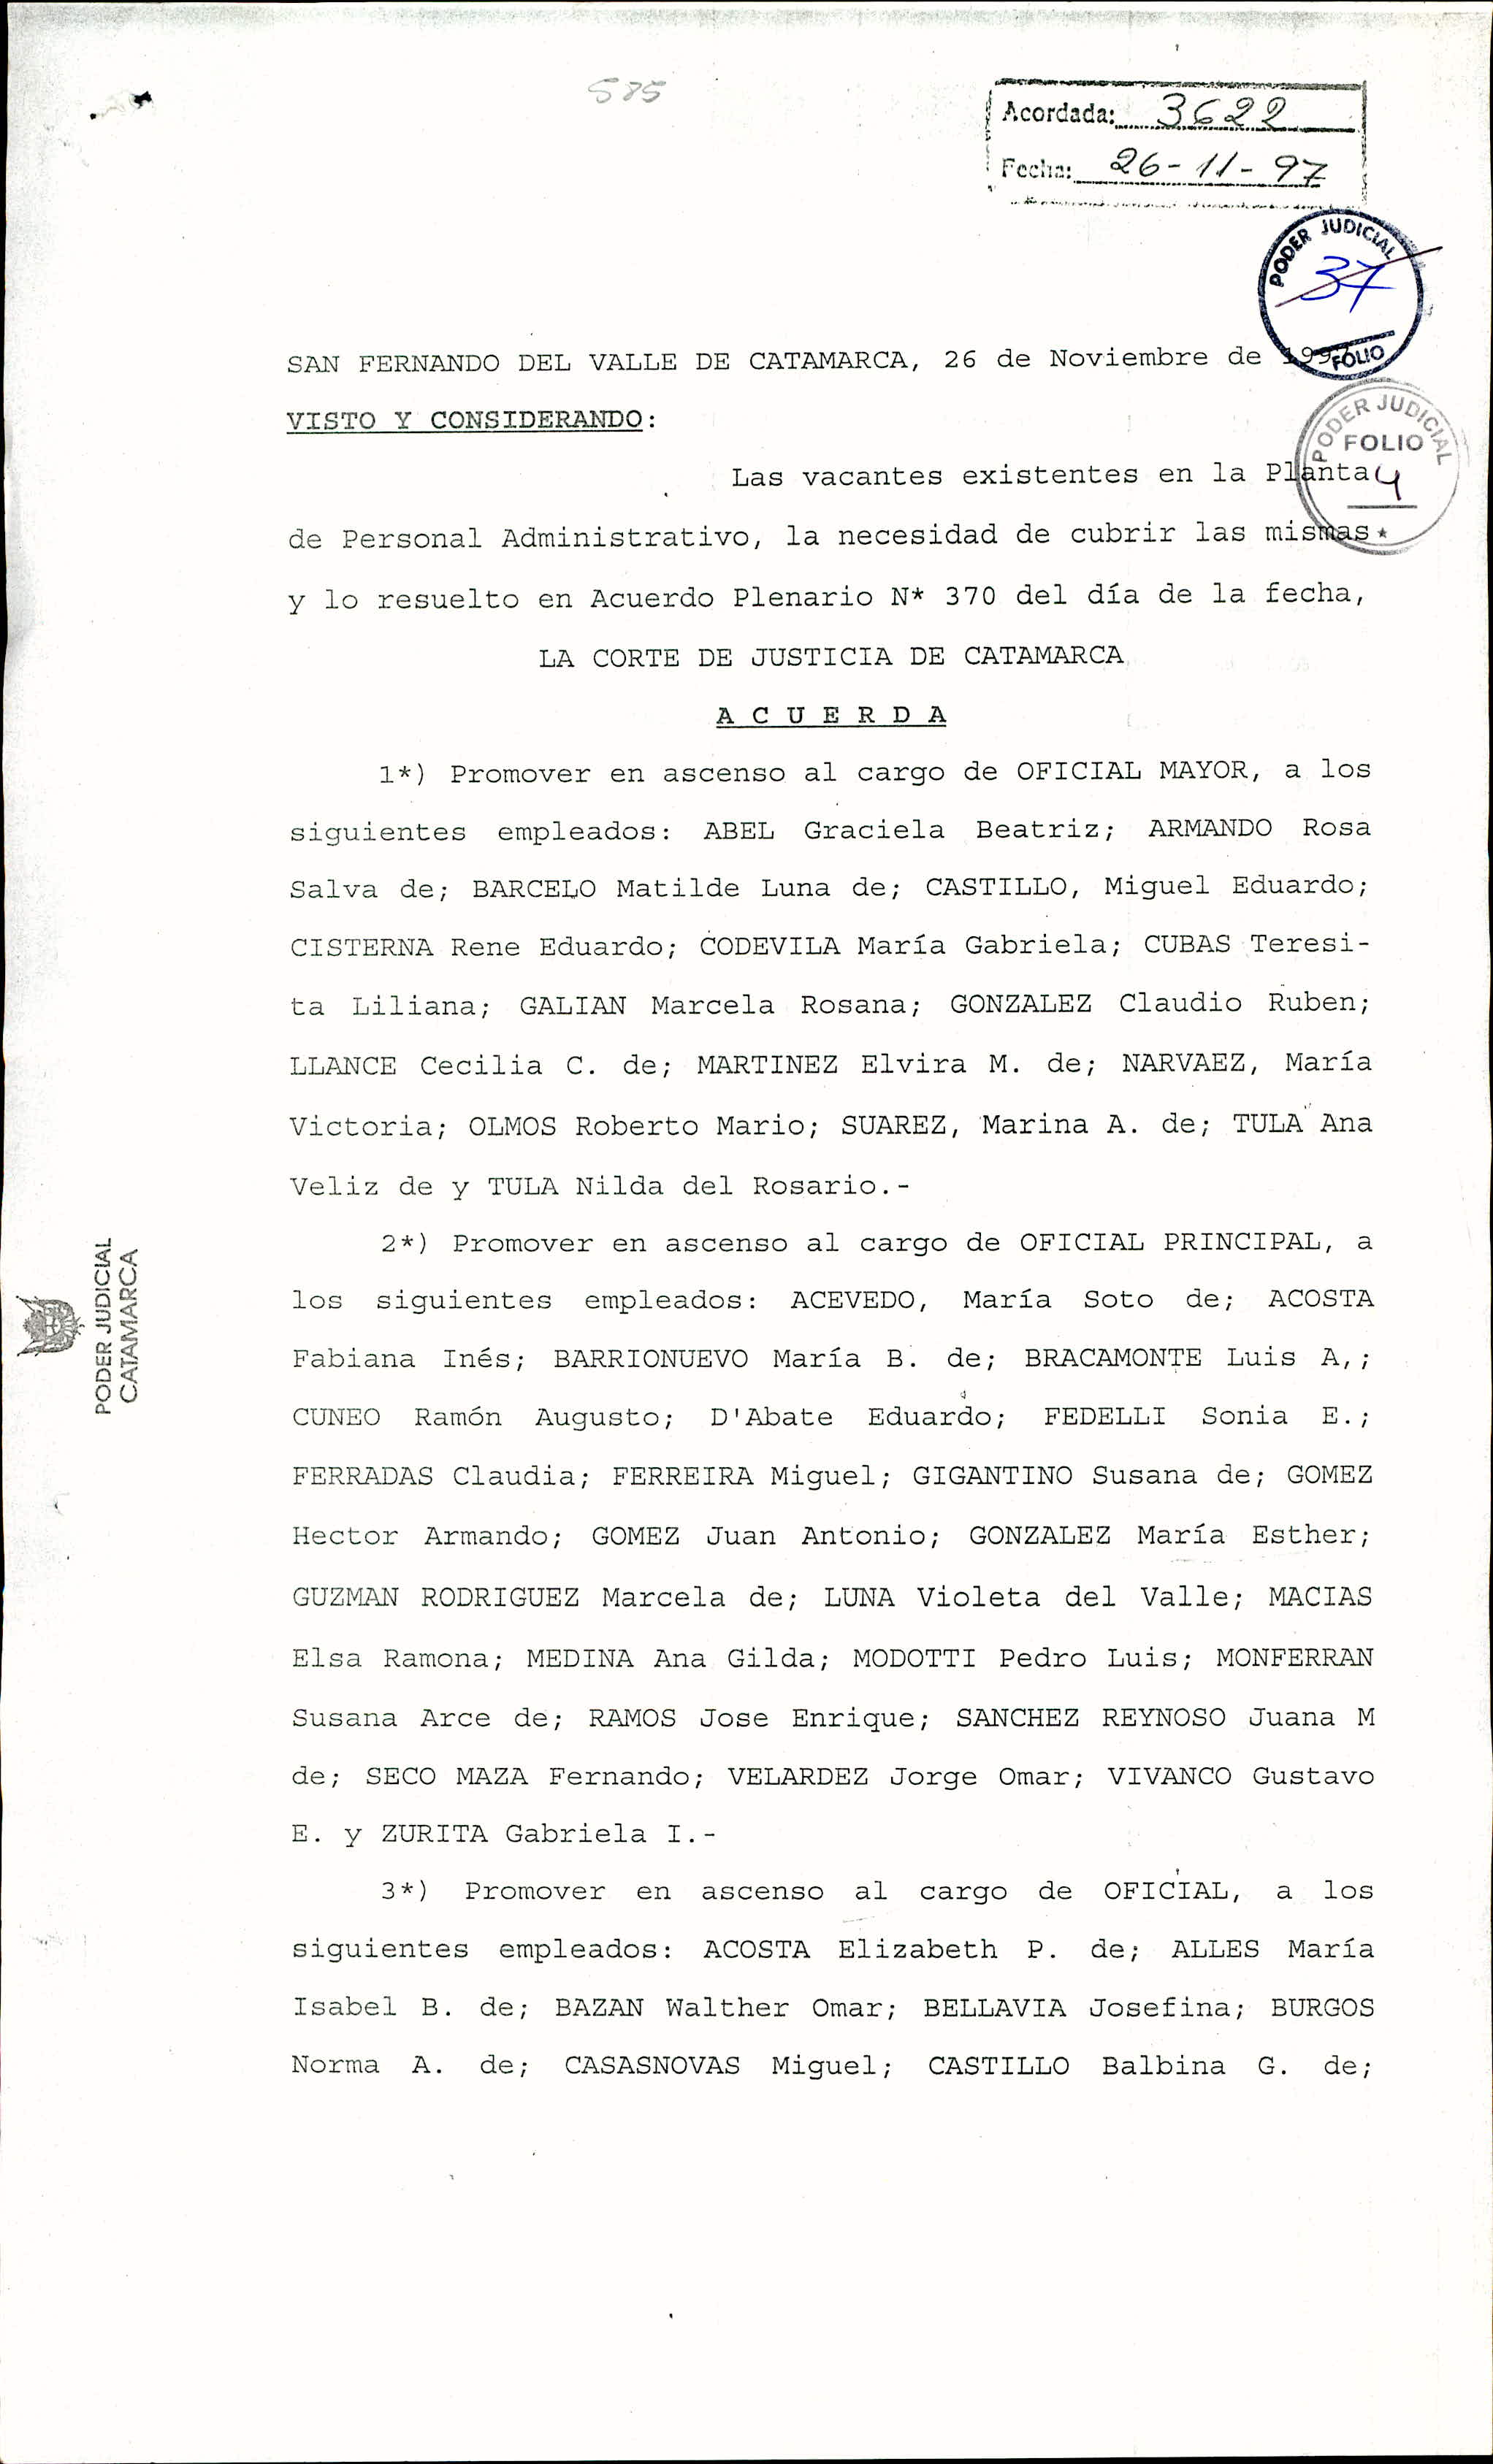 585
Acordada: 3622
Fecha: 26-11-97
PODER JUDICIAL
37
FOLIO
SAN FERNANDO DEL VALLE DE CATAMARCA, 26 de Noviembre de 1997
VISTO Y CONSIDERANDO:
PODER JUDICIAL
FOLIO
4
Las vacantes existentes en la Planta
de Personal Administrativo, la necesidad de cubrir las mismas
y lo resuelto en Acuerdo Plenario N* 370 del día de la fecha,
LA CORTE DE JUSTICIA DE CATAMARCA
A C U E R D A
1*) Promover en ascenso al cargo de OFICIAL MAYOR, a los
siguientes empleados: ABEL Graciela Beatriz; ARMANDO Rosa
Salva de; BARCELO Matilde Luna de; CASTILLO, Miguel Eduardo;
CISTERNA Rene Eduardo; CODEVILA María Gabriela; CUBAS Teresi-
ta Liliana; GALIAN Marcela Rosana; GONZALEZ Claudio Ruben;
LLANCE Cecilia C. de; MARTINEZ Elvira M. de; NARVAEZ, María
Victoria; OLMOS Roberto Mario; SUAREZ, Marina A. de; TULA Ana
Veliz de y TULA Nilda del Rosario.-
2*) Promover en ascenso al cargo de OFICIAL PRINCIPAL, a
los siguientes empleados: ACEVEDO, María Soto de; ACOSTA
Fabiana Inés; BARRIONUEVO María B. de; BRACAMONTE Luis A,;
CUNEO Ramón Augusto; D'Abate Eduardo; FEDELLI Sonia E.;
FERRADAS Claudia; FERREIRA Miguel; GIGANTINO Susana de; GOMEZ
Hector Armando; GOMEZ Juan Antonio; GONZALEZ María Esther;
GUZMAN RODRIGUEZ Marcela de; LUNA Violeta del Valle; MACIAS
Elsa Ramona; MEDINA Ana Gilda; MODOTTI Pedro Luis; MONFERRAN
Susana Arce de; RAMOS Jose Enrique; SANCHEZ REYNOSO Juana M
de; SECO MAZA Fernando; VELARDEZ Jorge Omar; VIVANCO Gustavo
E. y ZURITA Gabriela I.-
3*) Promover en ascenso al cargo de OFICIAL, a los
siguientes empleados: ACOSTA Elizabeth P. de; ALLES María
Isabel B. de; BAZAN Walther Omar; BELLAVIA Josefina; BURGOS
Norma A. de; CASASNOVAS Miguel; CASTILLO Balbina G. de;
PODER JUDICIAL
CATAMARCA